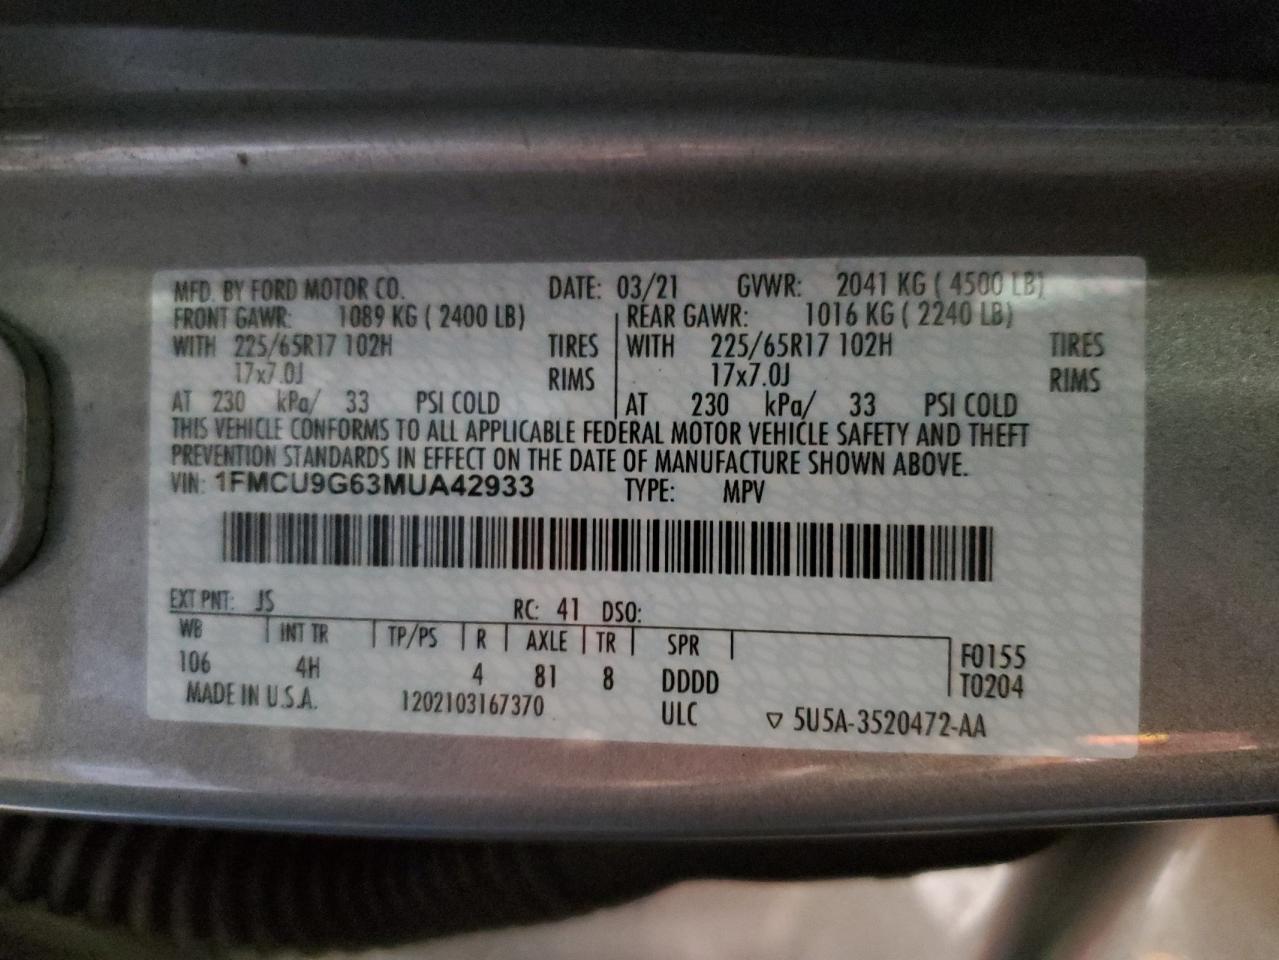 MFD. BY FORD MOTOR CO. DATE: 03/21 GVWR: 2041 KG ( 4500 LB)
FRONT GAWR: 1089 KG ( 2400 LB) REAR GAWR: 1016 KG ( 2240 LB)
WITH 225/65R17 102H TIRES WITH 225/65R17 102H TIRES
17x7.0J RIMS 17x7.0J RIMS
AT 230 kPa/ 33 PSI COLD AT 230 kPa/ 33 PSI COLD
THIS VEHICLE CONFORMS TO ALL APPLICABLE FEDERAL MOTOR VEHICLE SAFETY AND THEFT
PREVENTION STANDARDS IN EFFECT ON THE DATE OF MANUFACTURE SHOWN ABOVE.
VIN: 1FMCU9G63MUA42933 TYPE: MPV
EXT PNT: JS RC: 41 DSO:
WB INT TR TP/PS R AXLE TR SPR F0155
106 4H 4 81 8 DDDD T0204
MADE IN U.S.A. 1202103167370 ULC ▽ 5U5A-3520472-AA